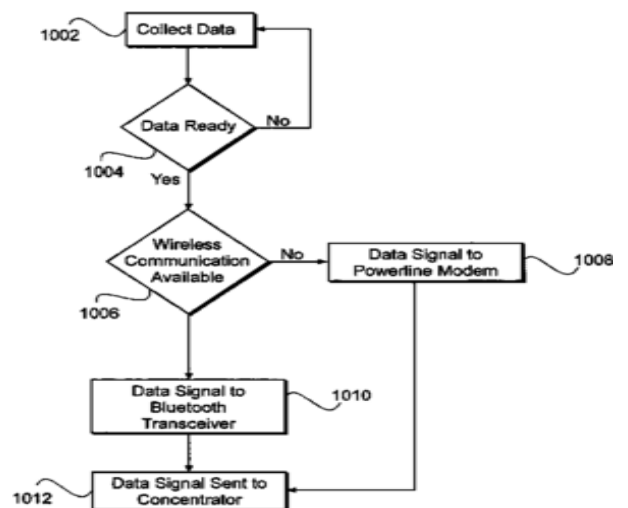 1002
Collect Data
Data Ready
No
1004
Yes
Wireless
Communication
Available
No
Data Signal to
Powerline Modem
1008
1006
Data Signal to
Bluetooth
Transceiver
1010
Data Signal Sent to
Concentrator
1012